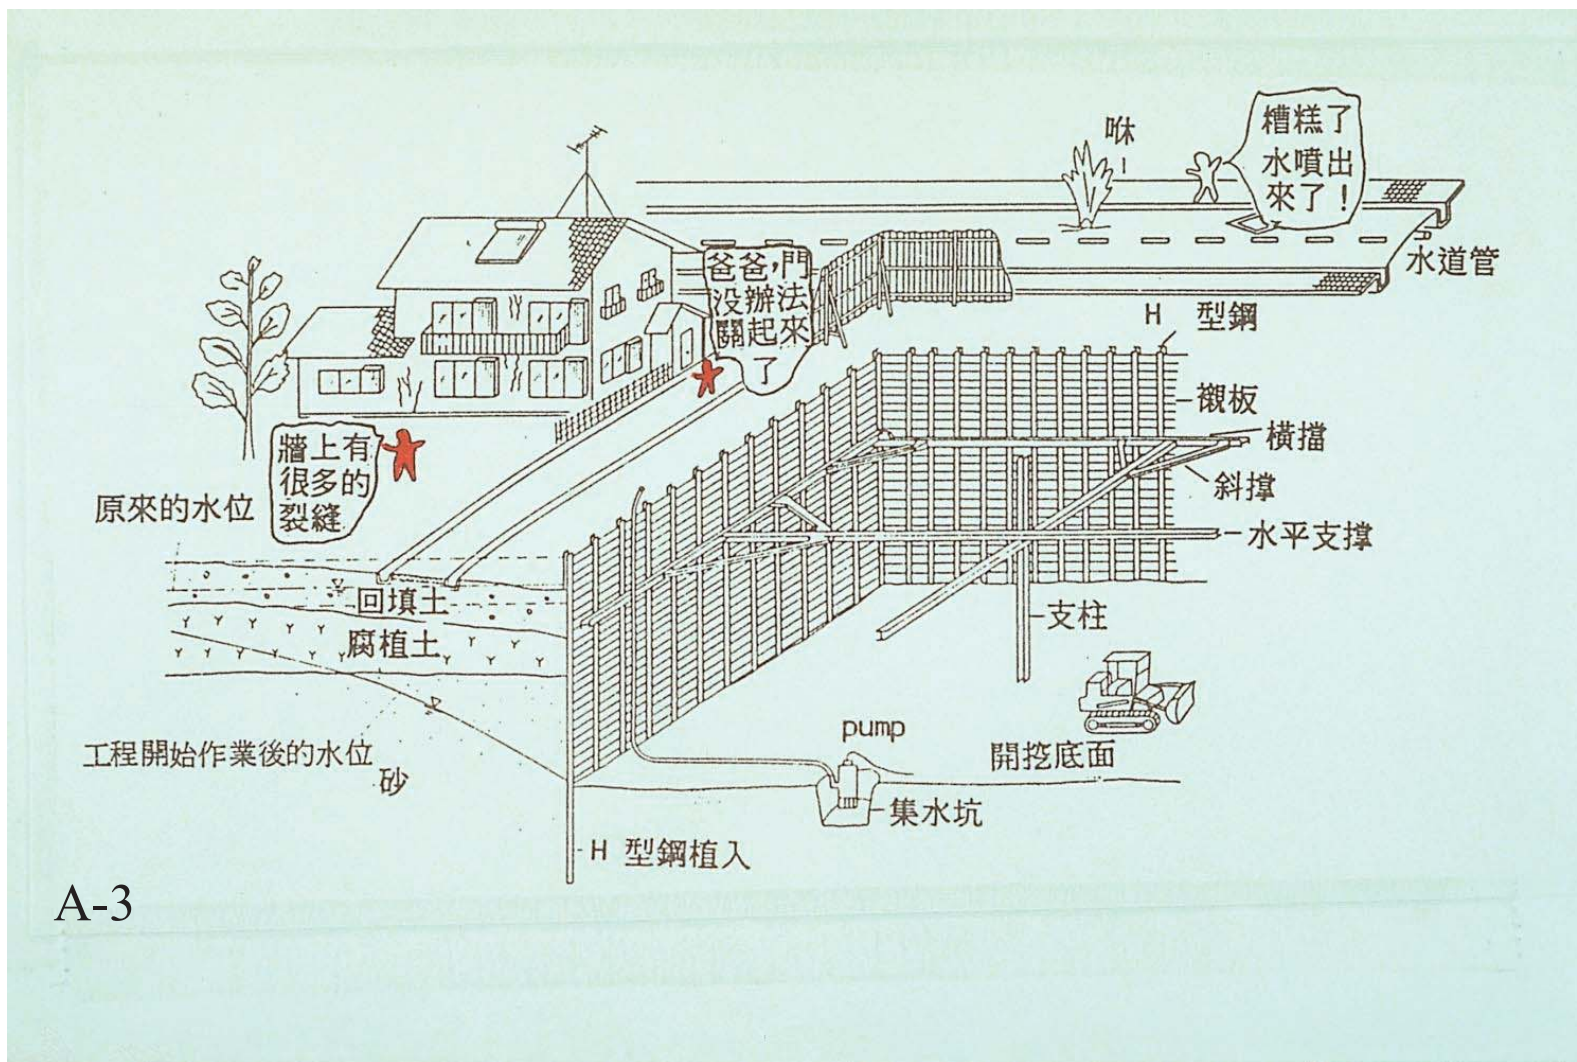 咻
糟糕了
水噴出
來了！
水道管
爸爸，門
没辦法
關起來
了
H 型鋼
襯板
橫擋
斜撐
水平支撐
支柱
牆上有
很多的
裂縫
原來的水位
回填土
腐植土
工程開始作業後的水位
砂
pump
開挖底面
集水坑
H 型鋼植入
A-3